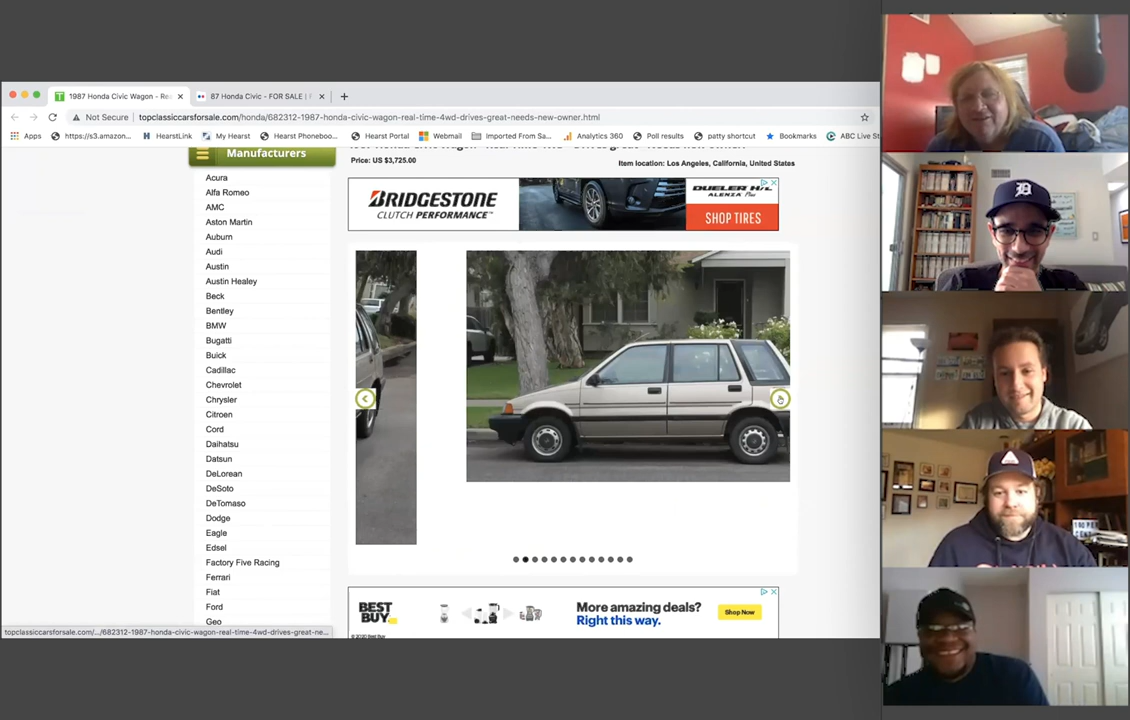 1987 Honda Civic Wagon - Re
87 Honda Civic - FOR SALE | F
Not Secure
topclassiccarsforsale.com/honda/682312-1987-honda-civic-wagon-real-time-4wd-drives-great-needs-new-owner.html
Apps
https://s3.amazon...
HearstLink
My Hearst
Hearst Phoneboo...
Hearst Portal
Webmail
Imported From Sa...
Analytics 360
Poll results
patty shortcut
Bookmarks
ABC Live St
Manufacturers
Price: US $3,725.00
Item location: Los Angeles, California, United States
BRIDGESTONE
CLUTCH PERFORMANCE™
DUELER H/L
ALENZA Plus
SHOP TIRES
Acura
Alfa Romeo
AMC
Aston Martin
Auburn
Audi
Austin
Austin Healey
Beck
Bentley
BMW
Bugatti
Buick
Cadillac
Chevrolet
Chrysler
Citroen
Cord
Daihatsu
Datsun
DeLorean
DeSoto
DeTomaso
Dodge
Eagle
Edsel
Factory Five Racing
Ferrari
Fiat
Ford
Geo
BEST
BUY
More amazing deals?
Right this way.
Shop Now
©2020 Best Buy
topclassiccarsforsale.com/.../682312-1987-honda-civic-wagon-real-time-4wd-drives-great-ne...